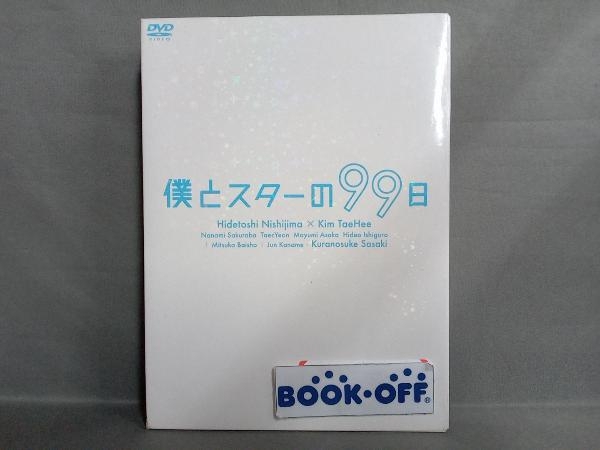 DVD
VIDEO
僕とスターの99日
Hidetoshi Nishijima × Kim TaeHee
Nanami Sakuraba TaecYeon Mayumi Asaka Hideo Ishiguro
Mitsuko Baisho Jun Kaname Kuranosuke Sasaki
BOOK•OFF®